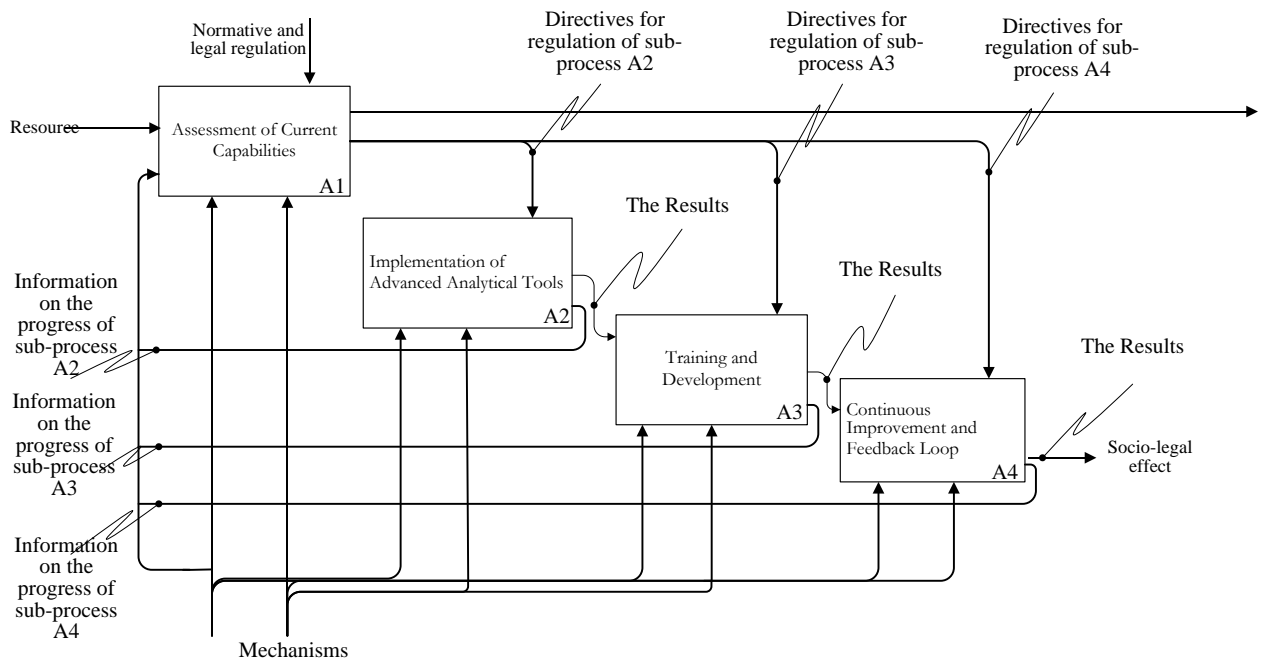 Normative and
legal regulation
Directives for
regulation of sub-
process A2
Directives for
regulation of sub-
process A3
Directives for
regulation of sub-
process A4
Resource
Assessment of Current
Capabilities
A1
The Results
Implementation of
Advanced Analytical Tools
A2
The Results
Information
on the
progress of
sub-process
A2
Training and
Development
A3
The Results
Information
on the
progress of
sub-process
A3
Continuous
Improvement and
Feedback Loop
A4
Socio-legal
effect
Information
on the
progress of
sub-process
A4
Mechanisms